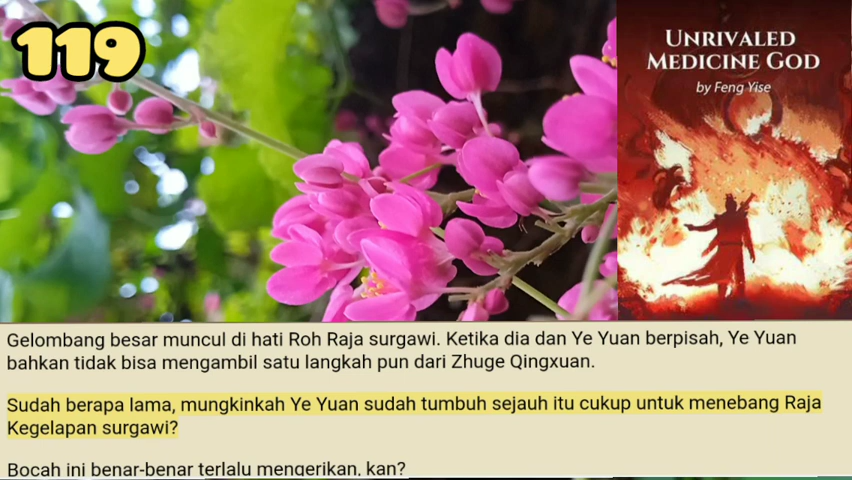 119
UNRIVALED
MEDICINE GOD
by Feng Yise
Gelombang besar muncul di hati Roh Raja surgawi. Ketika dia dan Ye Yuan berpisah, Ye Yuan
bahkan tidak bisa mengambil satu langkah pun dari Zhuge Qingxuan.
Sudah berapa lama, mungkinkah Ye Yuan sudah tumbuh sejauh itu cukup untuk menebang Raja
Kegelapan surgawi?
Bocah ini benar-benar terlalu mengerikan, kan?